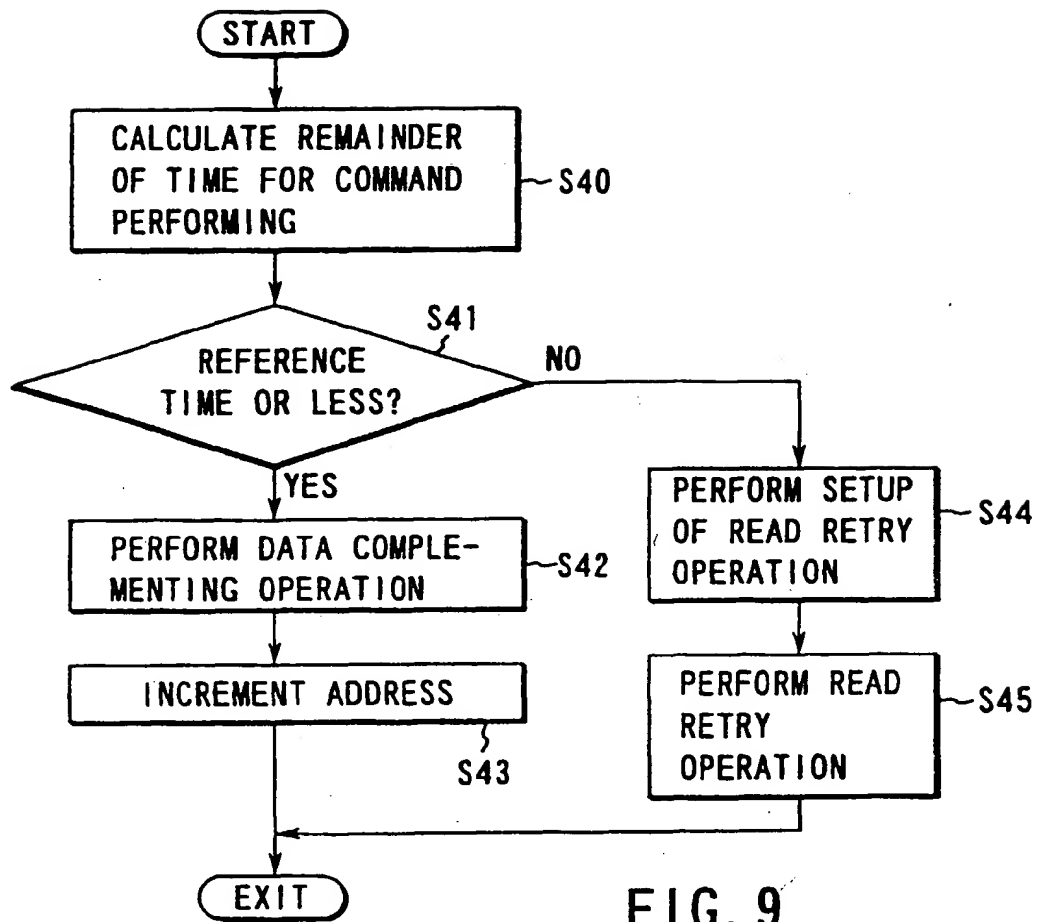 START
CALCULATE REMAINDER
OF TIME FOR COMMAND
PERFORMING
S40
S41
REFERENCE
TIME OR LESS?
NO
YES
PERFORM DATA COMPLE-
MENTING OPERATION
S42
INCREMENT ADDRESS
S43
PERFORM SETUP
OF READ RETRY
OPERATION
S44
PERFORM READ
RETRY
OPERATION
S45
EXIT
FIG. 9